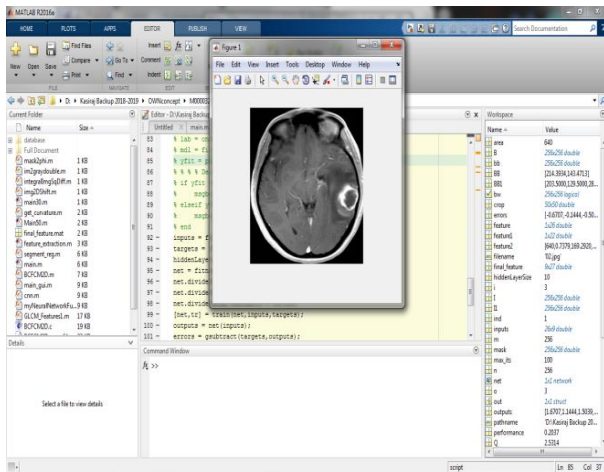 MATLAB R2016a
HOME PLOTS APPS EDITOR PUBLISH VIEW
Search Documentation
New Open Save
Find Files
Compare
Print
Go To
Find
Insert
Comment
Indent
FILE NAVIGATE EDIT
D: Kasiraj Backup 2018-2019 OWNconcept
Current Folder
Name Size
database
Full Document
mask2phi.m 1 KB
im2graydouble.m 1 KB
integralImgSqDiff.m 1 KB
img2DShift.m 1 KB
main30.m 1 KB
get_curvature.m 2 KB
Main50.m 2 KB
final_feature.mat 2 KB
feature_extraction.m 3 KB
segment_reg.m 6 KB
main.m 6 KB
BCFCM2D.m 7 KB
main_gui.m 9 KB
cnn.m 9 KB
myNeuralNetworkFu... 9 KB
GLCM_Features1.m 17 KB
BCFCM2D.c 19 KB
Details
Select a file to view details
Editor - D:\Kasiraj Backup
Untitled main.m
83 % lab =
84 % mdl =
85 % yfit =
86 % % % %
87 % if yfit
88 %
89 % elseif
90 %
91 % end
92 - inputs =
93 - targets =
94 -
95 - net =
96 - net.divide
97 - net.divide
98 - net.divide
99 - [net,tr] = train(net,inputs,targets);
100 - outputs = net(inputs);
101 - errors = gsubtract(targets,outputs);
Figure 1
File Edit View Insert Tools Desktop Window Help
Command Window
fx >>
Workspace
Name Value
area 640
B 256x256 double
bb 256x256 double
BB [214.3934,143.4713]
BB1 [203.5000,129.5000,28...
bw 256x256 logical
crop 50x50 double
errors [-0.6707,-0.1444,-0.50...
feature 1x26 double
feature1 1x22 double
feature2 [640,0.7379,169.2920,...
filename '02.jpg'
final_feature 9x27 double
hiddenLayerSize 10
i 3
I 256x256 double
I1 256x256 double
ind 1
inputs 26x9 double
m 256
mask 256x256 double
max_its 100
n 256
net 1x1 network
o 3
out 1x1 struct
outputs [1.6707,1.1444,1.5039,...
pathname 'D:\Kasiraj Backup 20...
performance 0.2037
Q 2.5314
script Ln 85 Col 37